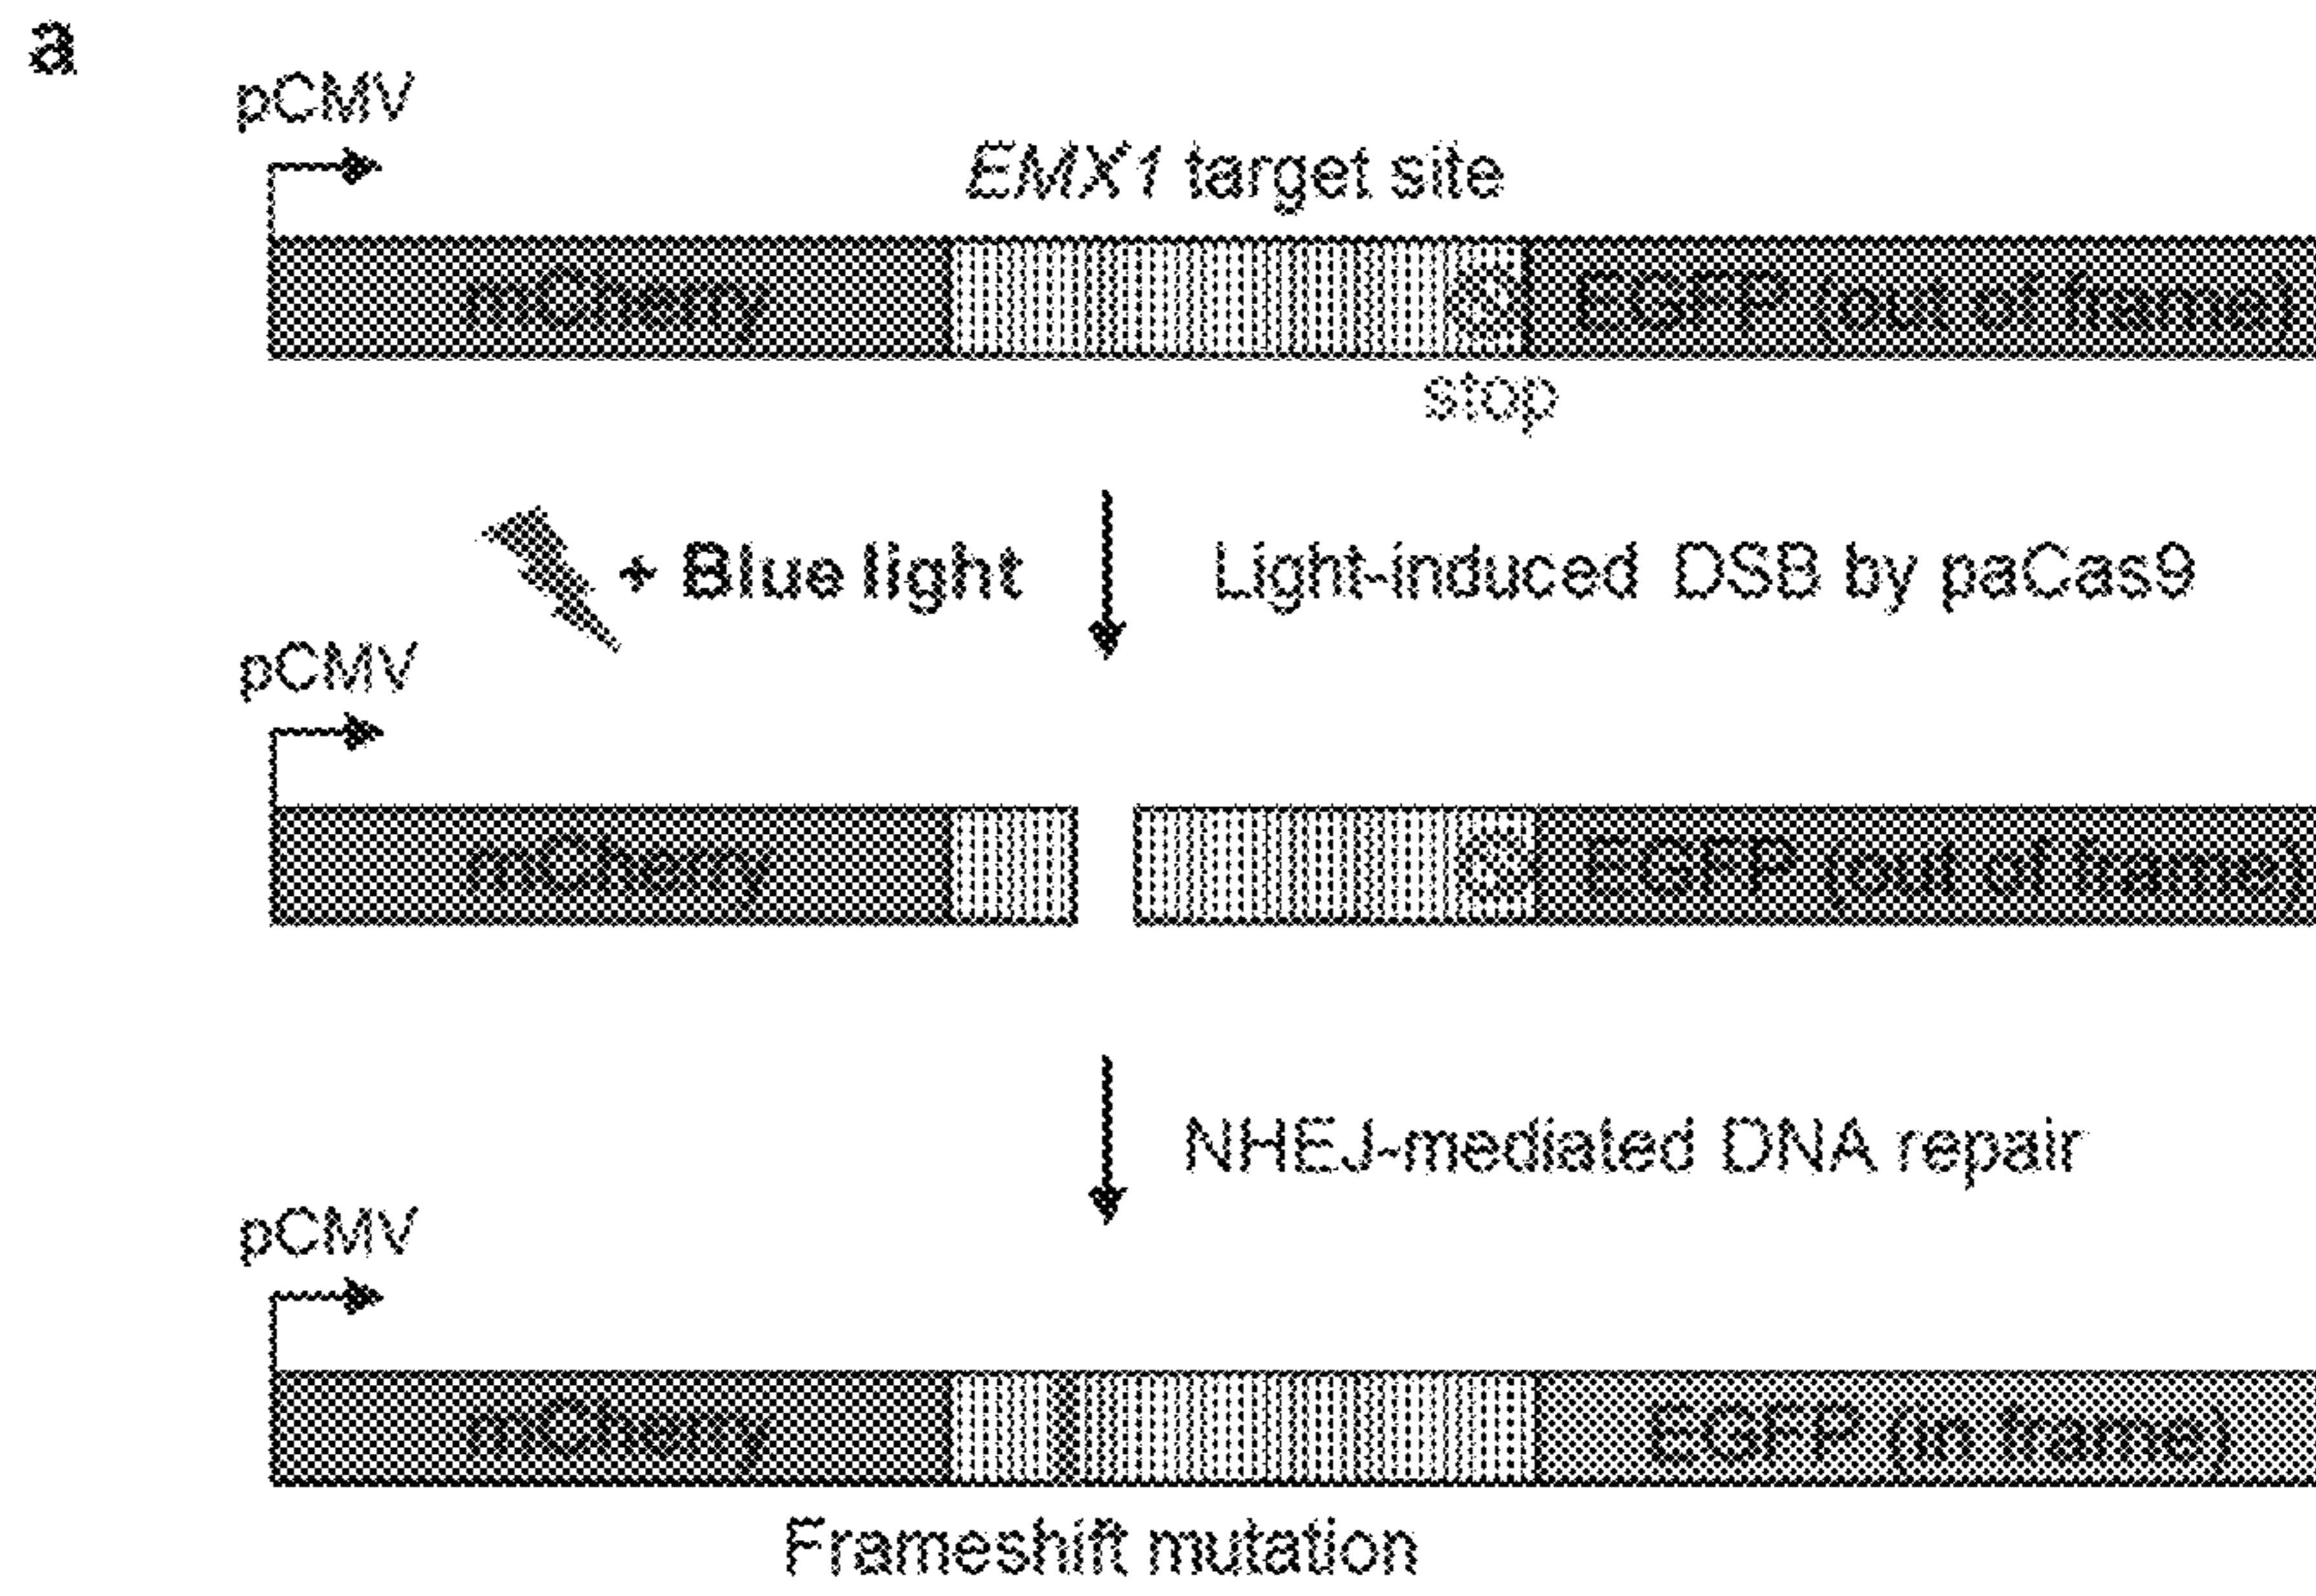 a
pCMV
EMX1 target site
mCherry
EGFP (out of frame)
stop
+ Blue light
Light-induced DSB by paCas9
pCMV
mCherry
EGFP (out of frame)
NHEJ-mediated DNA repair
pCMV
mCherry
EGFP (in frame)
Frameshift mutation